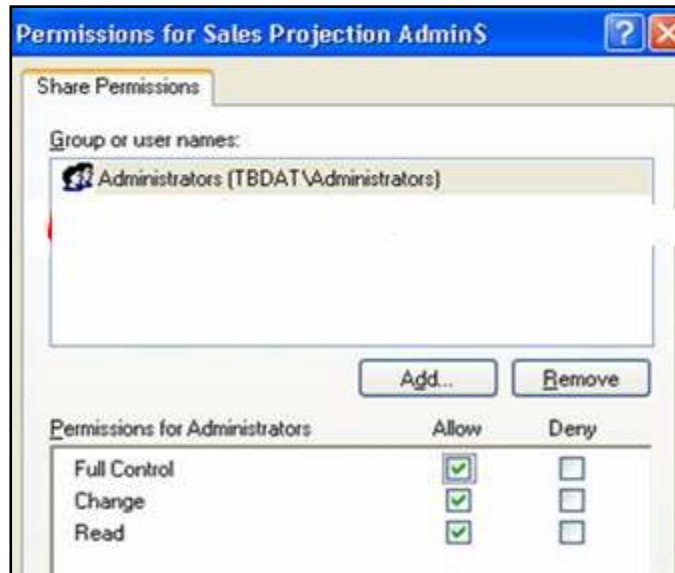 Permissions for Sales Projection Admin$
Share Permissions
Group or user names:
Administrators (TBDAT\Administrators)
Add... Remove
Permissions for Administrators Allow Deny
Full Control
Change
Read